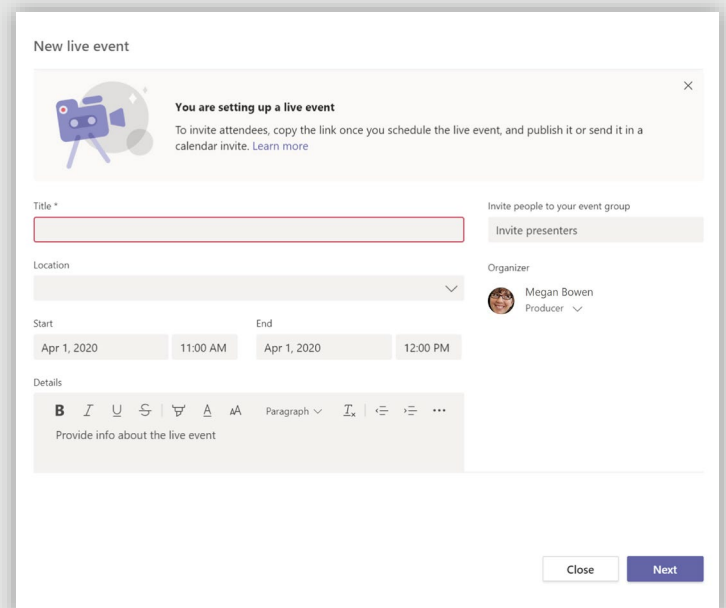 New live event
You are setting up a live event
To invite attendees, copy the link once you schedule the live event, and publish it or send it in a
calendar invite. Learn more
Title *
Invite people to your event group
Invite presenters
Location
Organizer
Megan Bowen
Producer
Start
End
Apr 1, 2020
11:00 AM
Apr 1, 2020
12:00 PM
Details
B I U S A AA Paragraph Tx
Provide info about the live event
Close
Next